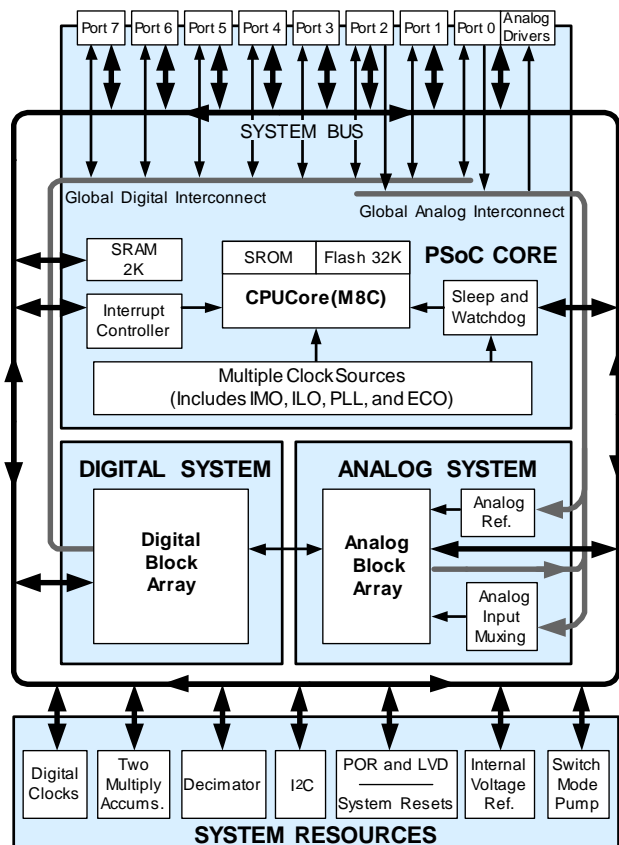 Port 7 Port 6 Port 5 Port 4 Port 3 Port 2 Port 1 Port 0 Analog
Drivers
SYSTEM BUS
Global Digital Interconnect
Global Analog Interconnect
SRAM
2K
SROM Flash 32K
PSoC CORE
CPUCore(M8C)
Interrupt
Controller
Sleep and
Watchdog
Multiple Clock Sources
(Includes IMO, ILO, PLL, and ECO)
DIGITAL SYSTEM
ANALOG SYSTEM
Digital
Block
Array
Analog
Block
Array
Analog
Ref.
Analog
Input
Muxing
Digital
Clocks
Two
Multiply
Accums.
Decimator
I2C
POR and LVD
System Resets
Internal
Voltage
Ref.
Switch
Mode
Pump
SYSTEM RESOURCES